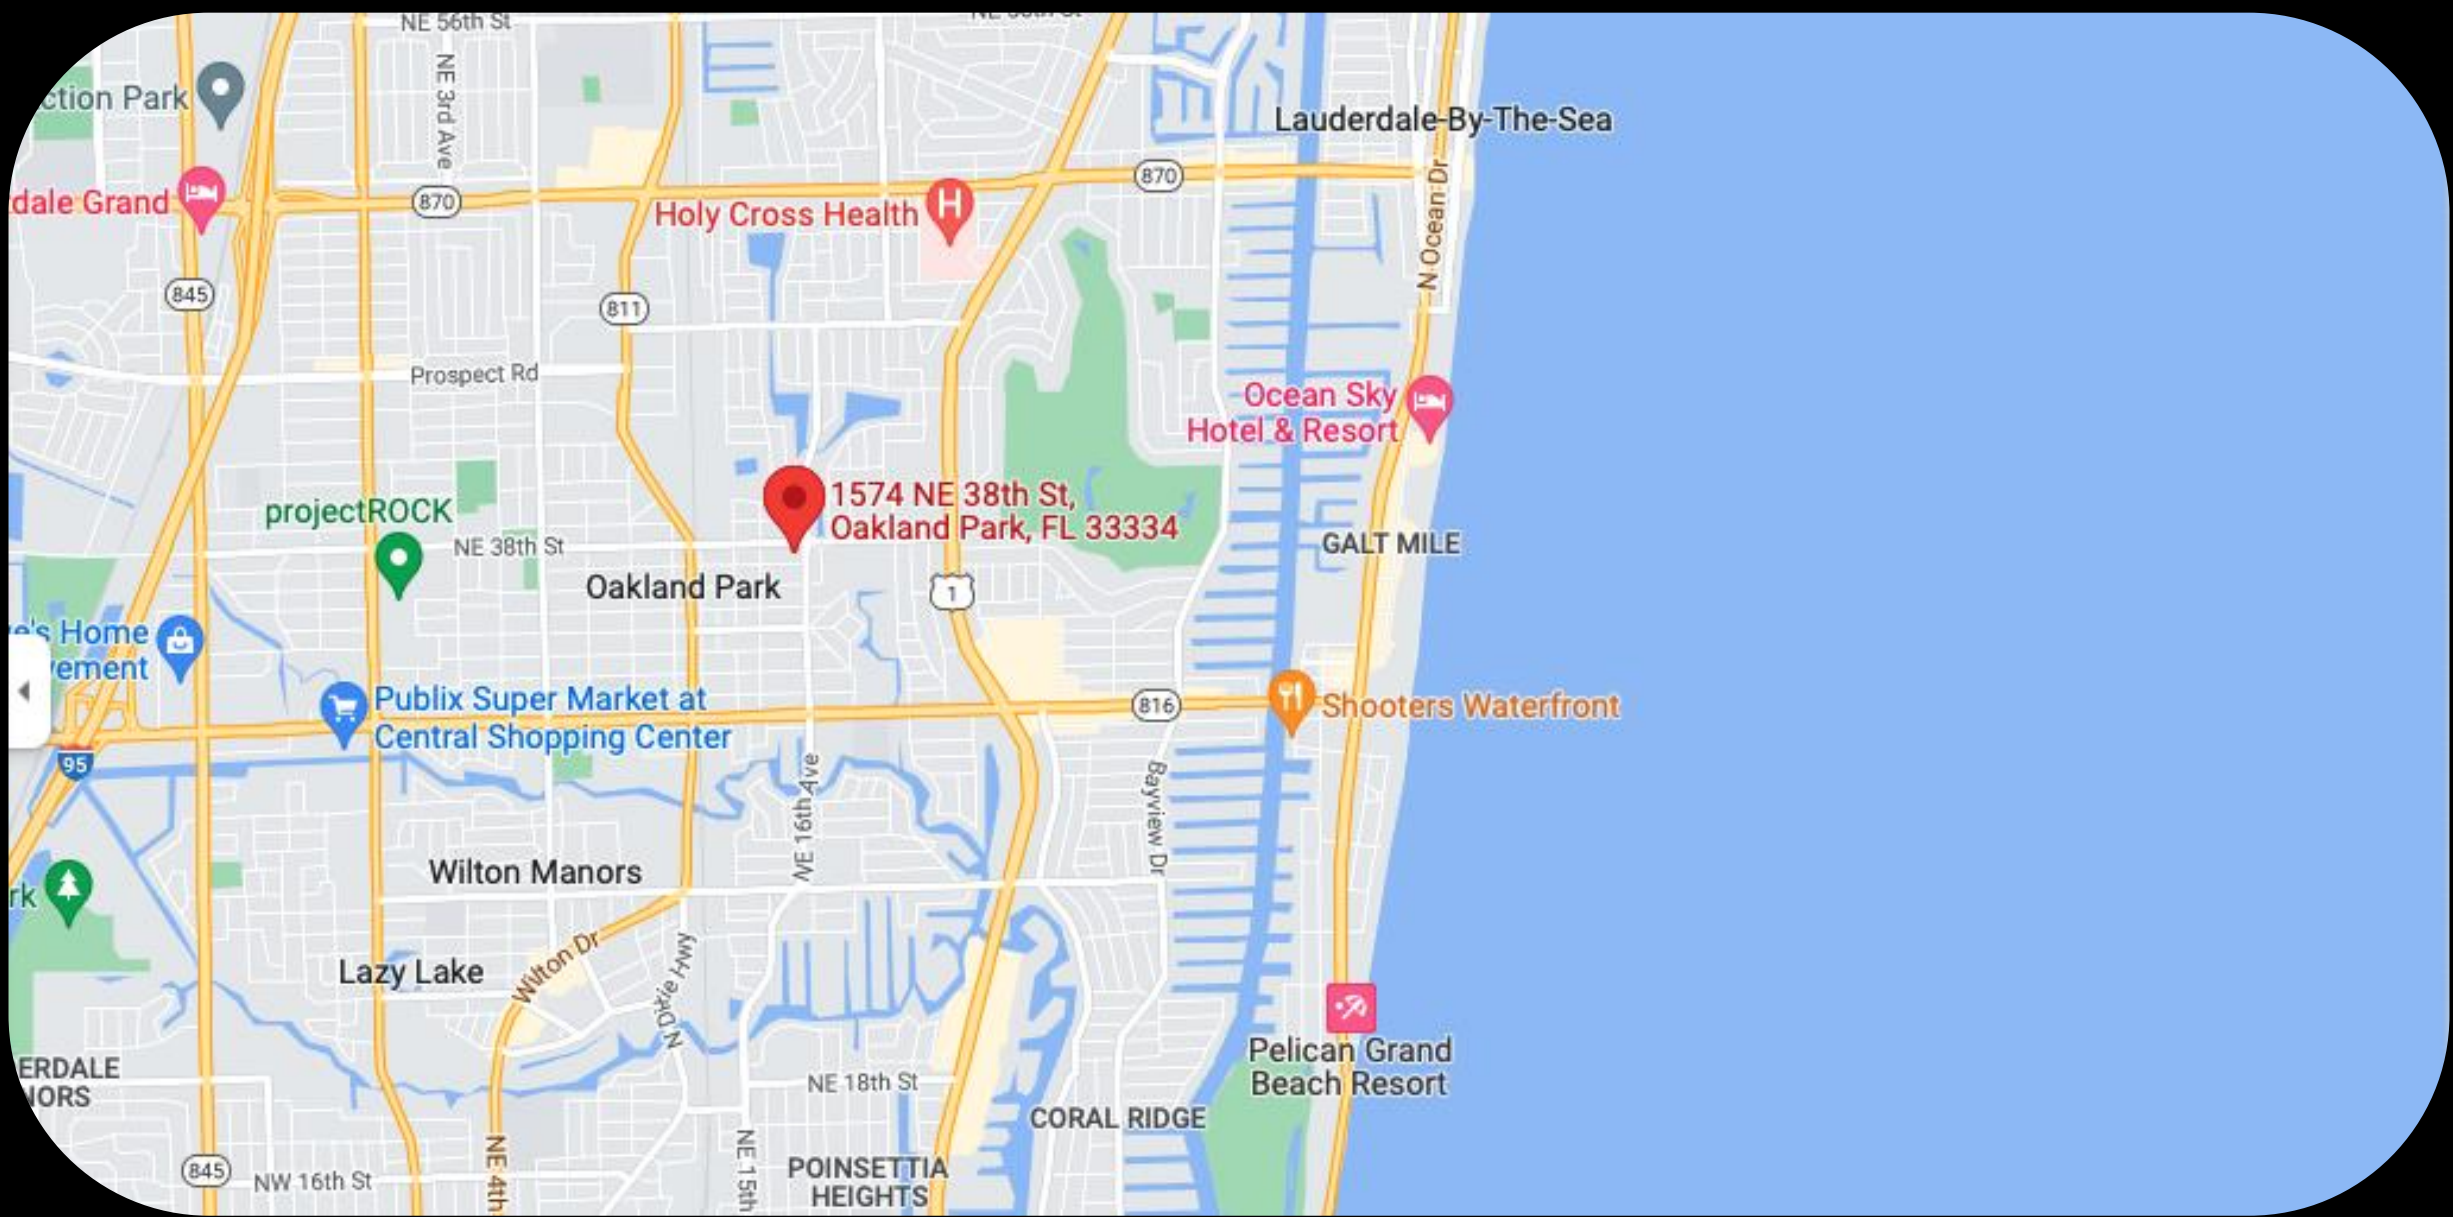 NE 56th St
NE 3rd Ave
ction Park
Lauderdale-By-The-Sea
870
870
dale Grand
Holy Cross Health
N Ocean Dr
845
811
Prospect Rd
Ocean Sky
Hotel & Resort
1574 NE 38th St,
Oakland Park, FL 33334
projectROCK
NE 38th St
GALT MILE
Oakland Park
1
e's Home
vement
Publix Super Market at
Central Shopping Center
816
Shooters Waterfront
95
NE 16th Ave
Bayview Dr
Wilton Manors
rk
Wilton Dr
Lazy Lake
N Dixie Hwy
Pelican Grand
Beach Resort
ERDALE
NORS
NE 18th St
CORAL RIDGE
845
NW 16th St
NE 4th
NE 15th
POINSETTIA
HEIGHTS